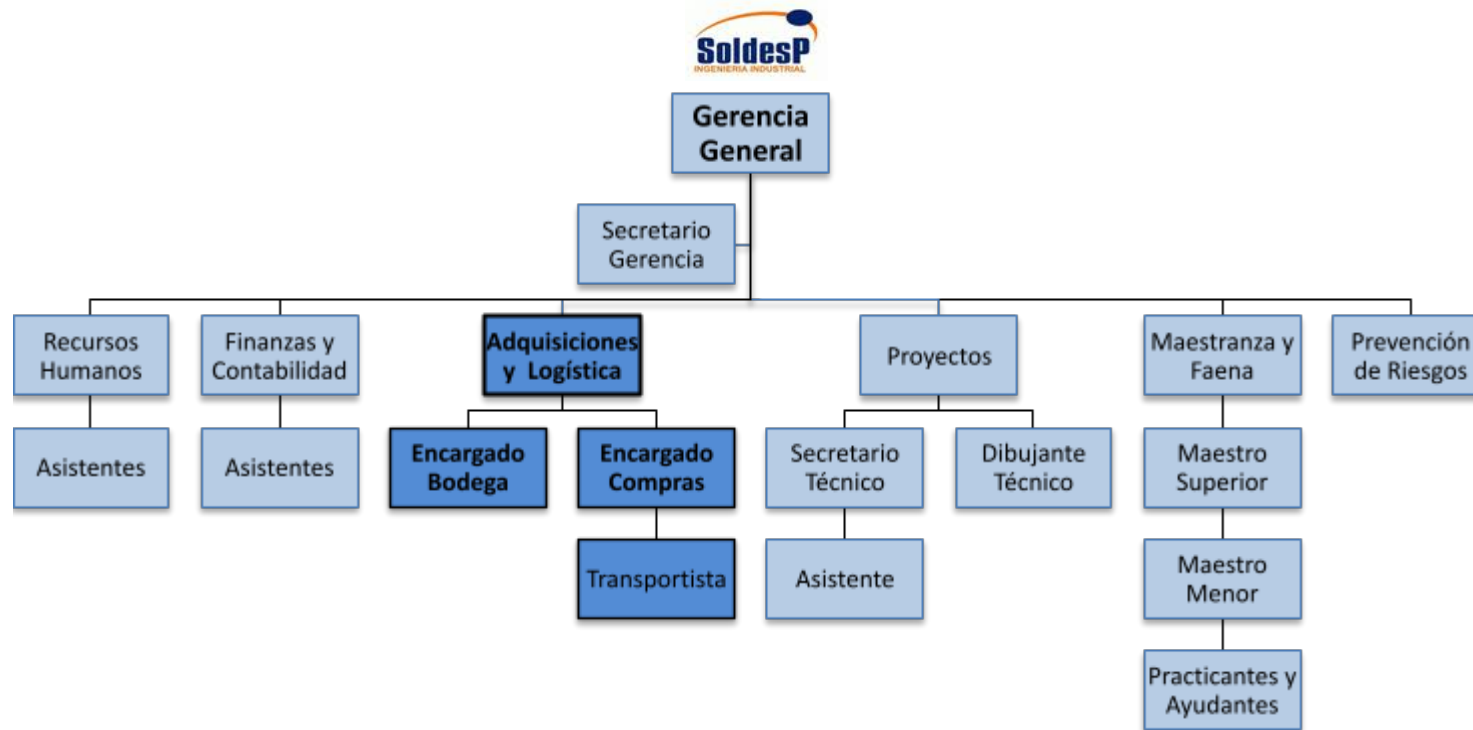 SoldesP
INGENIERÍA INDUSTRIAL
Gerencia
General
Secretario
Gerencia
Recursos
Humanos
Finanzas y
Contabilidad
Adquisiciones
y Logística
Proyectos
Maestranza y
Faena
Prevención
de Riesgos
Asistentes
Asistentes
Encargado
Bodega
Encargado
Compras
Secretario
Técnico
Dibujante
Técnico
Maestro
Superior
Transportista
Asistente
Maestro
Menor
Practicantes y
Ayudantes